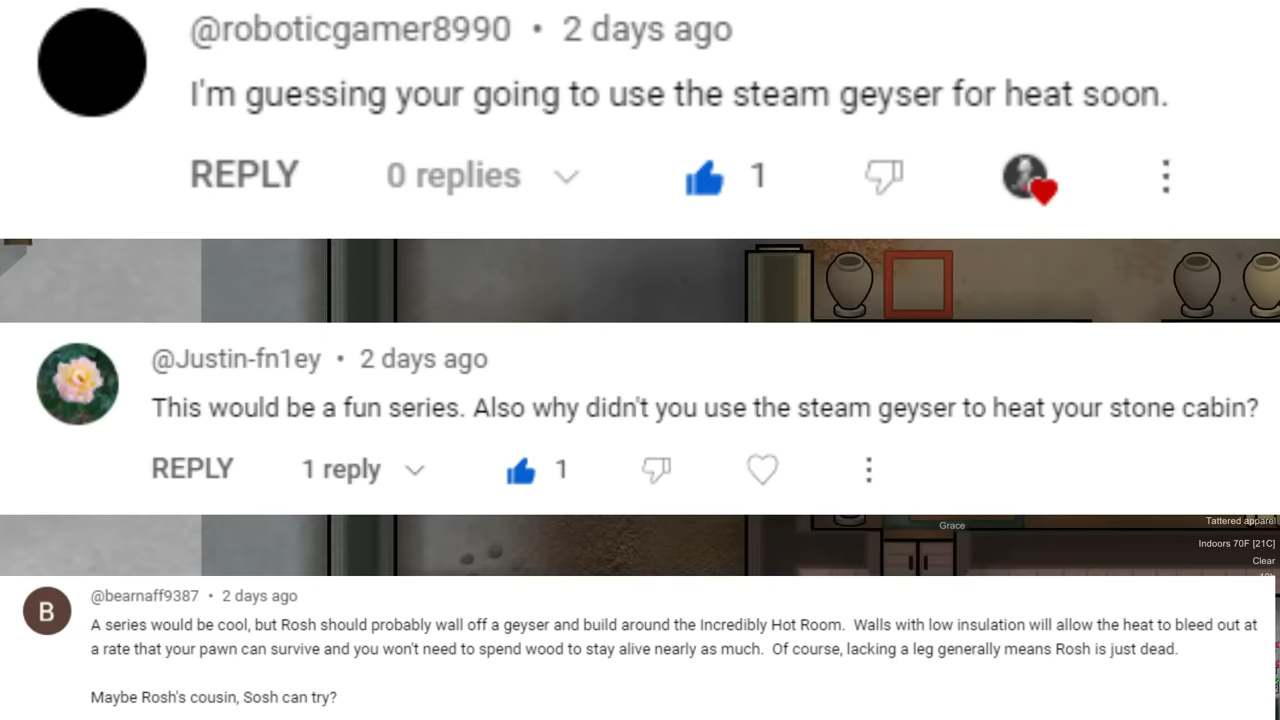 @roboticgamer8990 • 2 days ago
I'm guessing your going to use the steam geyser for heat soon.
REPLY 0 replies 1
@Justin-fn1ey • 2 days ago
This would be a fun series. Also why didn't you use the steam geyser to heat your stone cabin?
REPLY 1 reply 1
Grace
Tattered apparel
Indoors 70F [21C]
Clear
B
@bearnaff9387 • 2 days ago
A series would be cool, but Rosh should probably wall off a geyser and build around the Incredibly Hot Room. Walls with low insulation will allow the heat to bleed out at
a rate that your pawn can survive and you won't need to spend wood to stay alive nearly as much. Of course, lacking a leg generally means Rosh is just dead.
Maybe Rosh's cousin, Sosh can try?